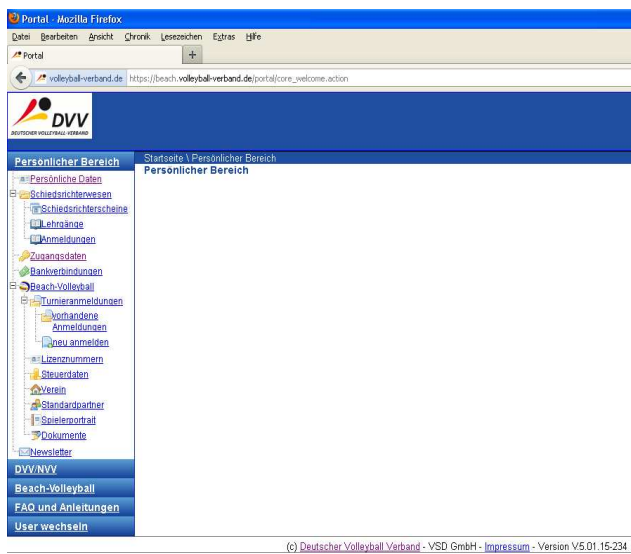 Portal - Mozilla Firefox
Datei Bearbeiten Ansicht Chronik Lesezeichen Extras Hilfe
Portal
volleyball-verband.de https://beach.volleyball-verband.de/portal/core_welcome.action
DVV
DEUTSCHER VOLLEYBALL-VERBAND
Persönlicher Bereich
Startseite \ Persönlicher Bereich
Persönlicher Bereich
Persönliche Daten
Schiedsrichterwesen
Schiedsrichterscheine
Lehrgänge
Anmeldungen
Zugangsdaten
Bankverbindungen
Beach-Volleyball
Turnieranmeldungen
vorhandene
Anmeldungen
neu anmelden
Lizenznummern
Steuerdaten
Verein
Standardpartner
Spielerportrait
Dokumente
Newsletter
DVV/NVV
Beach-Volleyball
FAQ und Anleitungen
User wechseln
(c) Deutscher Volleyball Verband - VSD GmbH - Impressum - Version V.5.01.15-234